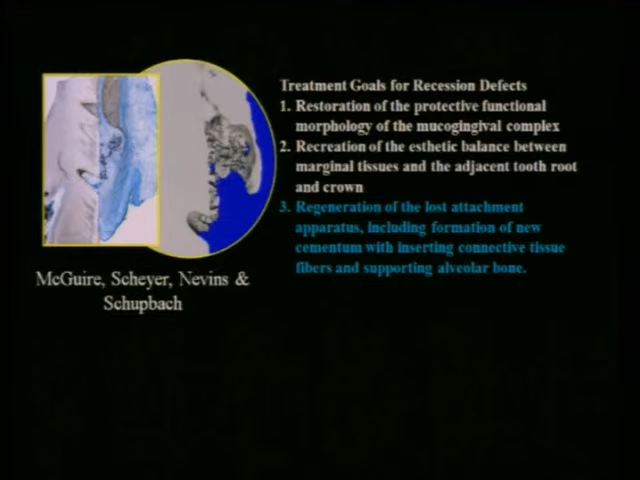 Treatment Goals for Recession Defects
1. Restoration of the protective functional
morphology of the mucogingival complex
2. Recreation of the esthetic balance between
marginal tissues and the adjacent tooth root
and crown
3. Regeneration of the lost attachment
apparatus, including formation of new
cementum with inserting connective tissue
fibers and supporting alveolar bone.
McGuire, Scheyer, Nevins &
Schupbach